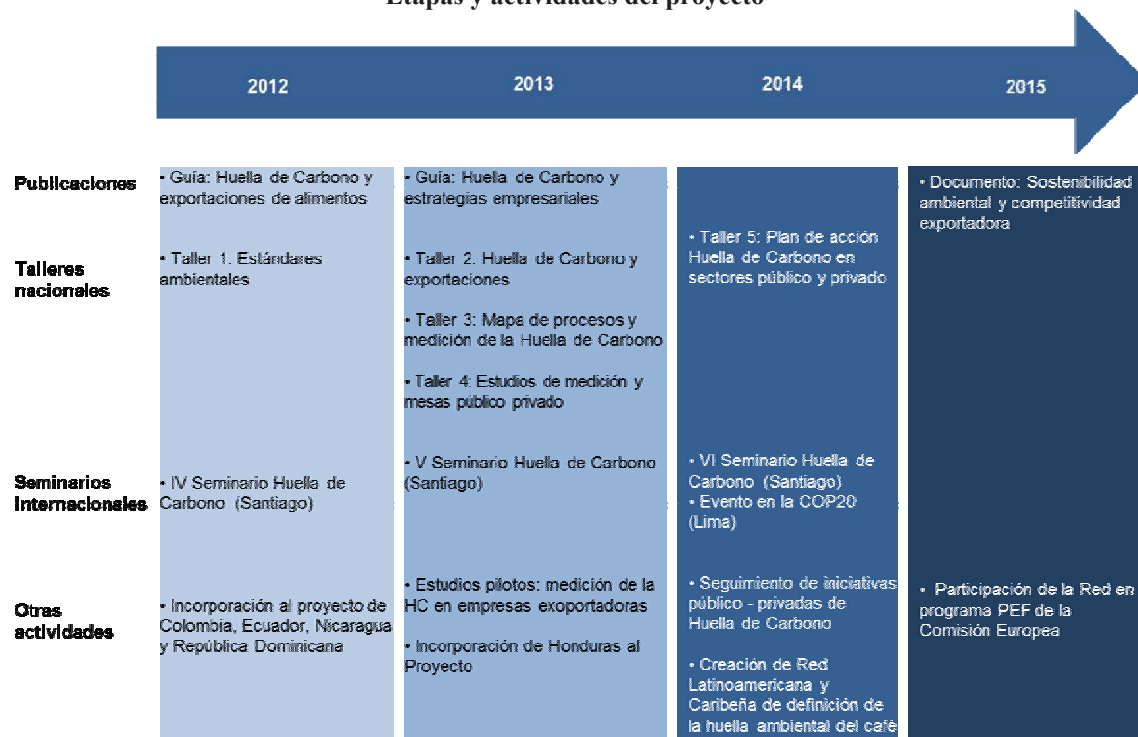 Etapas y actividades del proyecto
2012
2013
2014
2015
Publicaciones
• Guía: Huella de Carbono y
exportaciones de alimentos
• Guía: Huella de Carbono y
estrategias empresariales
• Documento: Sostenibilidad
ambiental y competitividad
exportadora
Talleres
nacionales
• Taller 1. Estándares
ambientales
• Taller 2. Huella de Carbono y
exportaciones
• Taller 3: Mapa de procesos y
medición de la Huella de Carbono
• Taller 4: Estudios de medición y
mesas público privado
• Taller 5: Plan de acción
Huella de Carbono en
sectores público y privado
Seminarios
Internacionales
• IV Seminario Huella de
Carbono (Santiago)
• V Seminario Huella de Carbono
(Santiago)
• VI Seminario Huella de
Carbono (Santiago)
• Evento en la COP20
(Lima)
Otras
actividades
• Incorporación al proyecto de
Colombia, Ecuador, Nicaragua
y República Dominicana
• Estudios pilotos: medición de la
HC en empresas exoportadoras
• Incorporación de Honduras al
Proyecto
• Seguimiento de iniciativas
público - privadas de
Huella de Carbono
• Creación de Red
Latinoamericana y
Caribeña de definición de
la huella ambiental del café
• Participación de la Red en
programa PEF de la
Comisión Europea